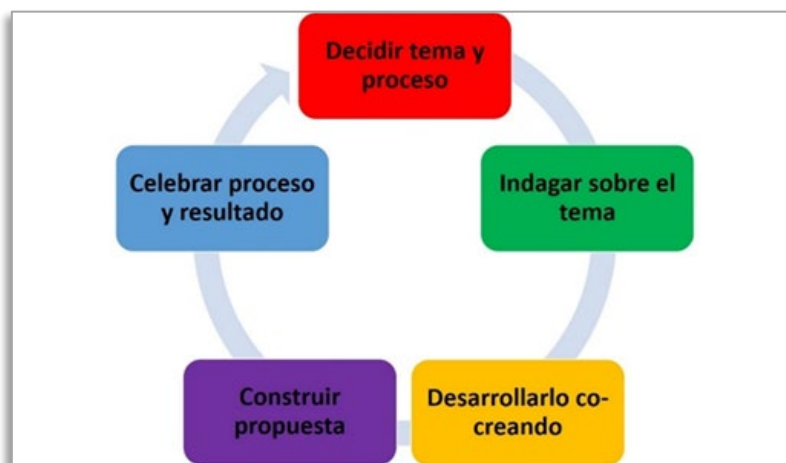 Decidir tema y
proceso
Indagar sobre el
tema
Desarrollarlo co-
creando
Construir
propuesta
Celebrar proceso
y resultado